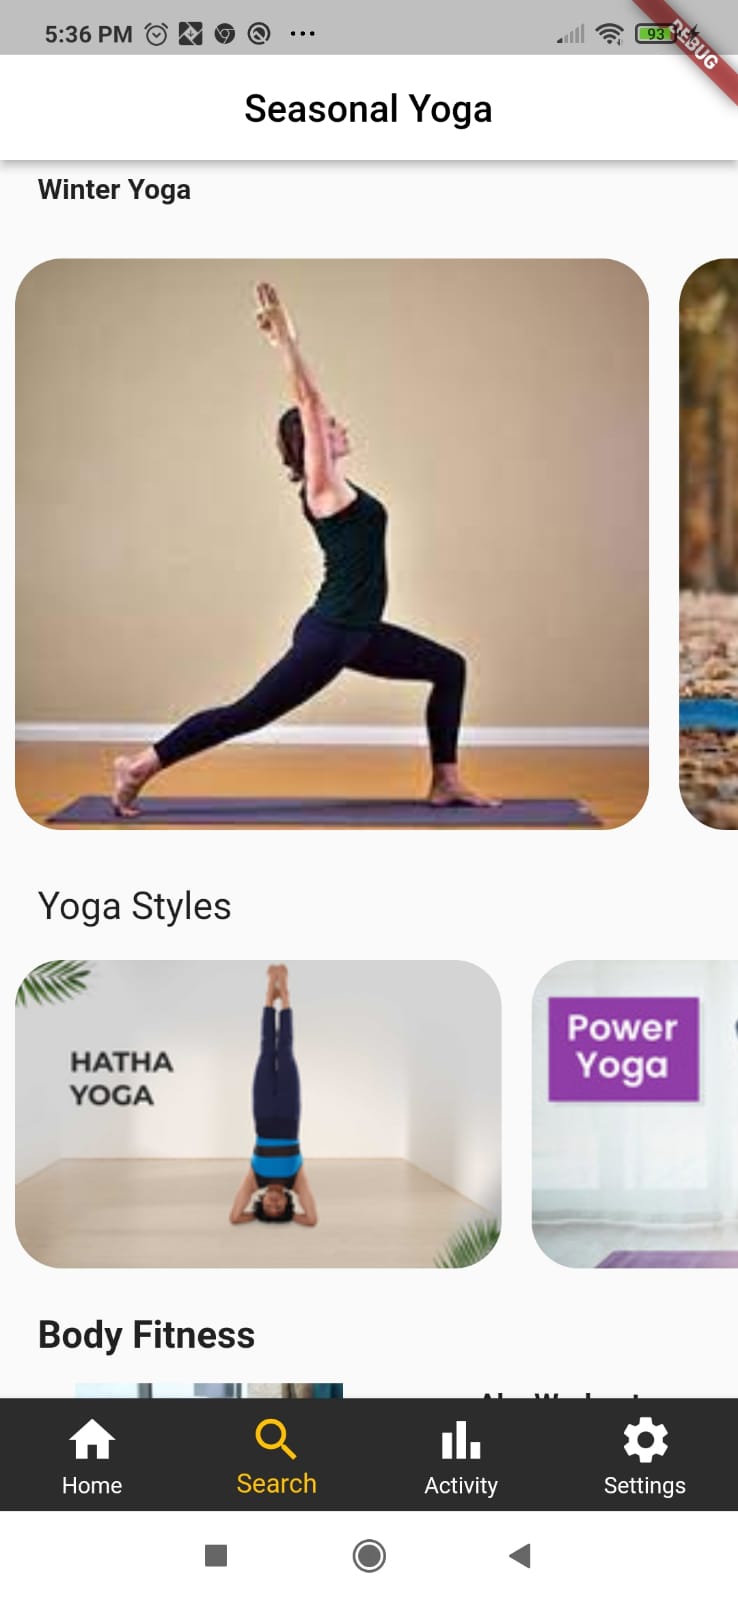 5:36 PM
93
DEBUG
Seasonal Yoga
Winter Yoga
Yoga Styles
HATHA
YOGA
Power
Yoga
Body Fitness
Home
Search
Activity
Settings